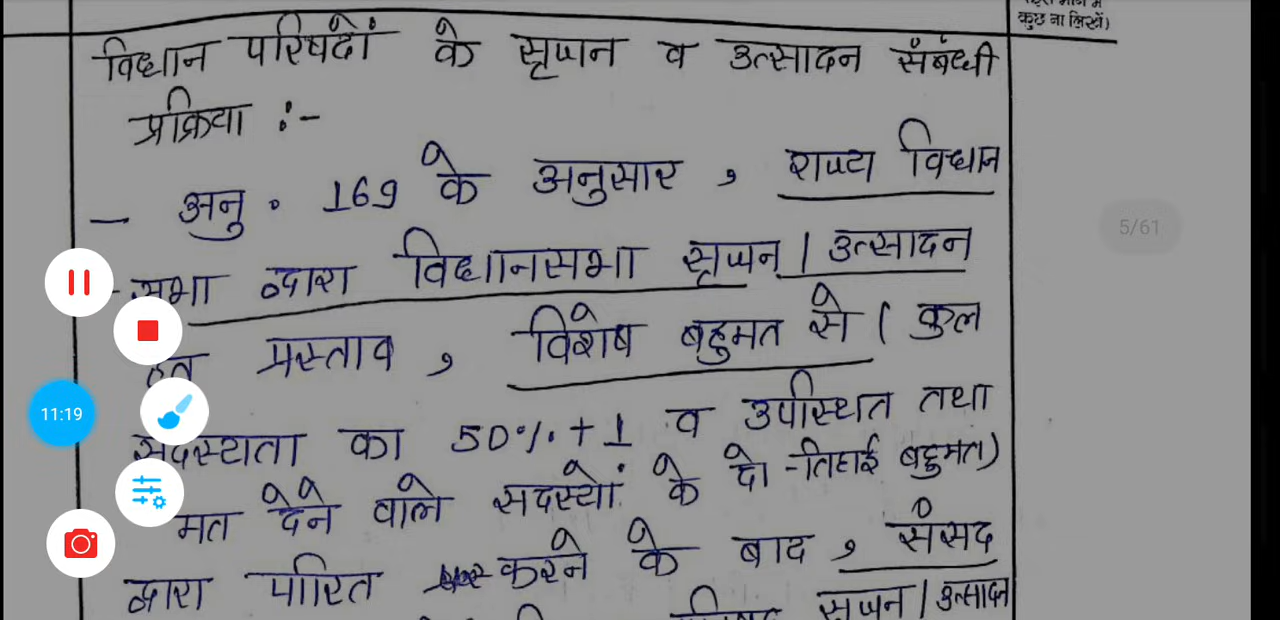 कुछ ना लिखें)
विधान परिषदों के सृजन व उत्सादन संबंधी
प्रक्रिया :-
- अनु. 169 के अनुसार, राज्य विधान
सभा द्वारा विधानसभा सृजन / उत्सादन
हेतु प्रस्ताव, विशेष बहुमत से ( कुल
सदस्यता का 50%+1 व उपस्थित तथा
मत देने वाले सदस्यों के दो-तिहाई बहुमत)
द्वारा पारित करने के बाद, संसद
सृजन / उत्सादन
5/61
11:19